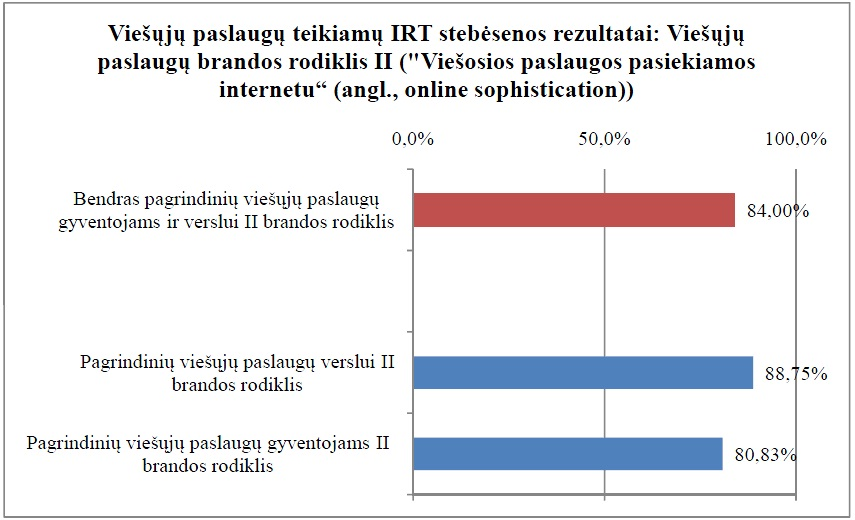 Viešųjų paslaugų teikiamų IRT stebėsenos rezultatai: Viešųjų
paslaugų brandos rodiklis II ("Viešosios paslaugos pasiekiamos
internetu“ (angl., online sophistication))
0,0%
50,0%
100,0%
Bendras pagrindinių viešųjų paslaugų
gyventojams ir verslui II brandos rodiklis
84,00%
Pagrindinių viešųjų paslaugų verslui II
brandos rodiklis
88,75%
Pagrindinių viešųjų paslaugų gyventojams II
brandos rodiklis
80,83%